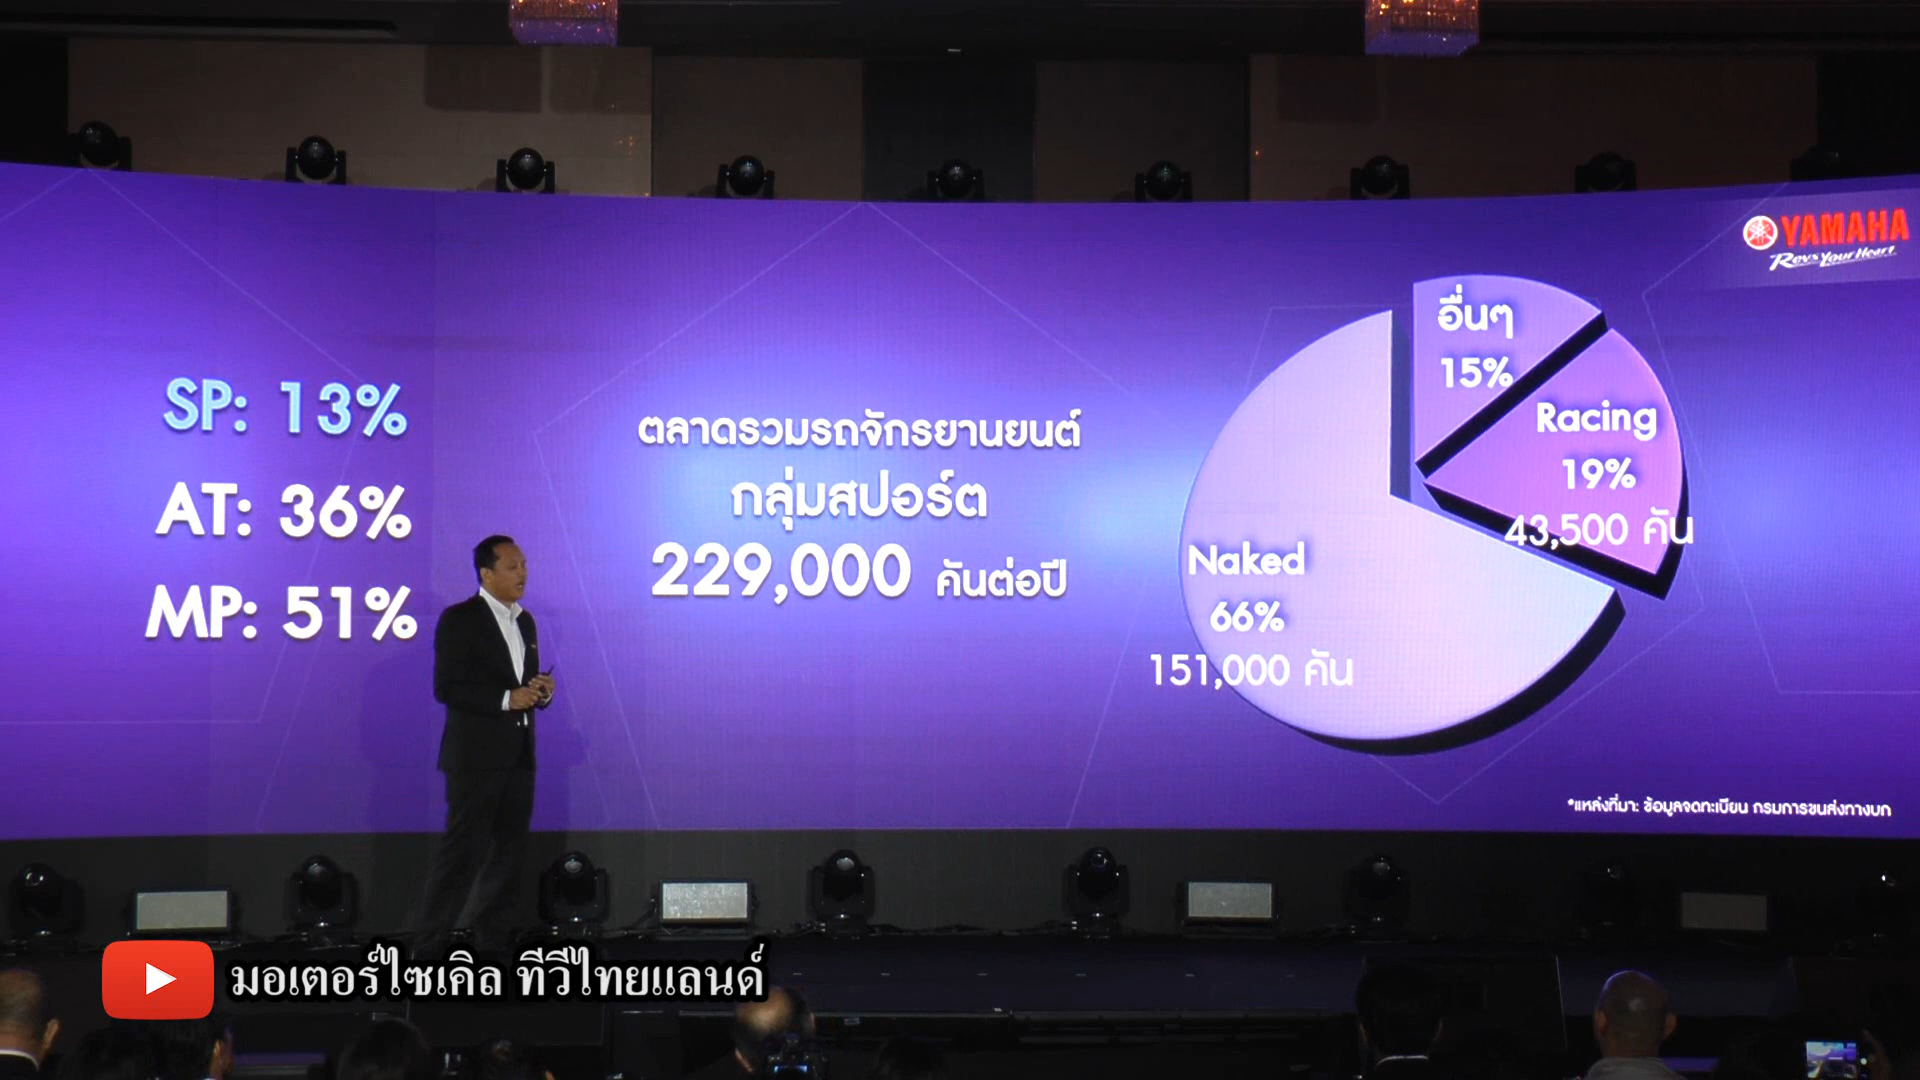 YAMAHA
Revs Your Heart
SP: 13%
AT: 36%
MP: 51%
ตลาดรวมรถจักรยานยนต์
กลุ่มสปอร์ต
229,000 คันต่อปี
อื่นๆ
15%
Racing
19%
43,500 คัน
Naked
66%
151,000 คัน
*แหล่งที่มา: ข้อมูลจดทะเบียน กรมการขนส่งทางบก
มอเตอร์ไซเคิล ทีวีไทยแลนด์